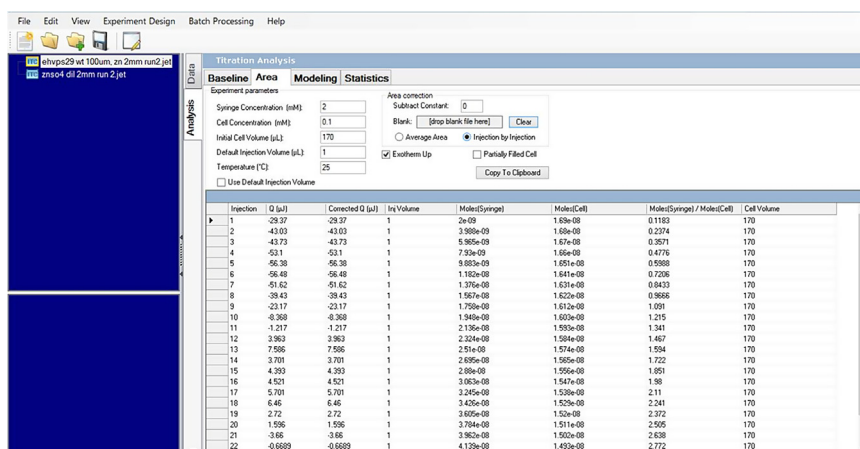 File Edit View Experiment Design Batch Processing Help
ITC ehvps29 wt 100um, zn 2mm run2.jet
ITC znso4 dil 2mm run 2.jet
Data
Analysis
Titration Analysis
Baseline Area Modeling Statistics
Experiment parameters
Syringe Concentration (mM): 2
Cell Concentration (mM): 0.1
Initial Cell Volume (µL): 170
Default Injection Volume (µL): 1
Temperature (°C): 25
Use Default Injection Volume
Area correction
Subtract Constant: 0
Blank: [drop blank file here] Clear
Average Area Injection by Injection
Exotherm Up Partially Filled Cell
Copy To Clipboard
Injection Q (µJ) Corrected Q (µJ) Inj Volume Moles(Syringe) Moles(Cell) Moles(Syringe) / Moles(Cell) Cell Volume
1 -29.37 -29.37 1 2e-09 1.69e-08 0.1183 170
2 -43.03 -43.03 1 3.988e-09 1.68e-08 0.2374 170
3 -43.73 -43.73 1 5.965e-09 1.67e-08 0.3571 170
4 -53.1 -53.1 1 7.93e-09 1.66e-08 0.4776 170
5 -56.38 -56.38 1 9.883e-09 1.651e-08 0.5988 170
6 -56.48 -56.48 1 1.182e-08 1.641e-08 0.7206 170
7 -51.62 -51.62 1 1.376e-08 1.631e-08 0.8433 170
8 -39.43 -39.43 1 1.567e-08 1.622e-08 0.9666 170
9 -23.17 -23.17 1 1.758e-08 1.612e-08 1.091 170
10 -8.368 -8.368 1 1.948e-08 1.603e-08 1.215 170
11 -1.217 -1.217 1 2.136e-08 1.593e-08 1.341 170
12 3.963 3.963 1 2.324e-08 1.584e-08 1.467 170
13 7.586 7.586 1 2.51e-08 1.574e-08 1.594 170
14 3.701 3.701 1 2.695e-08 1.565e-08 1.722 170
15 4.393 4.393 1 2.88e-08 1.556e-08 1.851 170
16 4.521 4.521 1 3.063e-08 1.547e-08 1.98 170
17 5.701 5.701 1 3.245e-08 1.538e-08 2.11 170
18 6.46 6.46 1 3.426e-08 1.529e-08 2.241 170
19 2.72 2.72 1 3.605e-08 1.52e-08 2.372 170
20 1.596 1.596 1 3.784e-08 1.511e-08 2.505 170
21 -3.66 -3.66 1 3.962e-08 1.502e-08 2.638 170
22 -0.6689 -0.6689 1 4.139e-08 1.493e-08 2.772 170